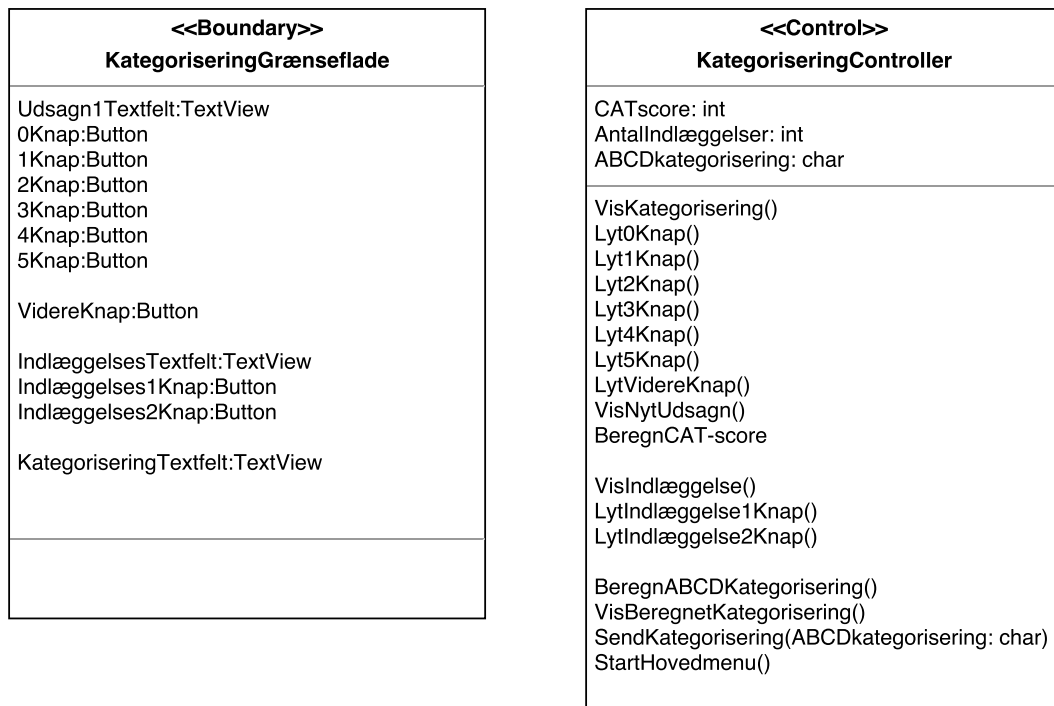 <<Boundary>>
KategoriseringGrænseflade
Udsagn1Textfelt:TextView
0Knap:Button
1Knap:Button
2Knap:Button
3Knap:Button
4Knap:Button
5Knap:Button
VidereKnap:Button
IndlæggelsesTextfelt:TextView
Indlæggelses1Knap:Button
Indlæggelses2Knap:Button
KategoriseringTextfelt:TextView
<<Control>>
KategoriseringController
CATscore: int
AntalIndlæggelser: int
ABCDkategorisering: char
VisKategorisering()
Lyt0Knap()
Lyt1Knap()
Lyt2Knap()
Lyt3Knap()
Lyt4Knap()
Lyt5Knap()
LytVidereKnap()
VisNytUdsagn()
BeregnCAT-score
VisIndlæggelse()
LytIndlæggelse1Knap()
LytIndlæggelse2Knap()
BeregnABCDKategorisering()
VisBeregnetKategorisering()
SendKategorisering(ABCDkategorisering: char)
StartHovedmenu()